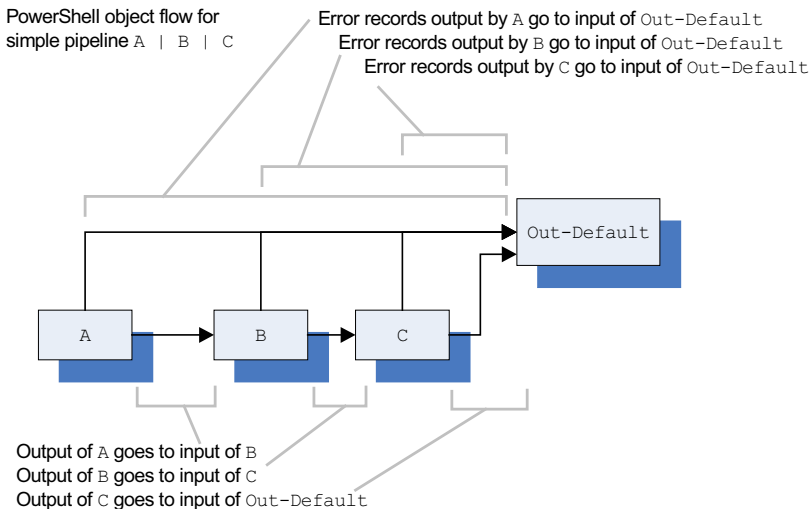 PowerShell object flow for
simple pipeline A | B | C
Error records output by A go to input of Out-Default
Error records output by B go to input of Out-Default
Error records output by C go to input of Out-Default
Out-Default
A
B
C
Output of A goes to input of B
Output of B goes to input of C
Output of C goes to input of Out-Default